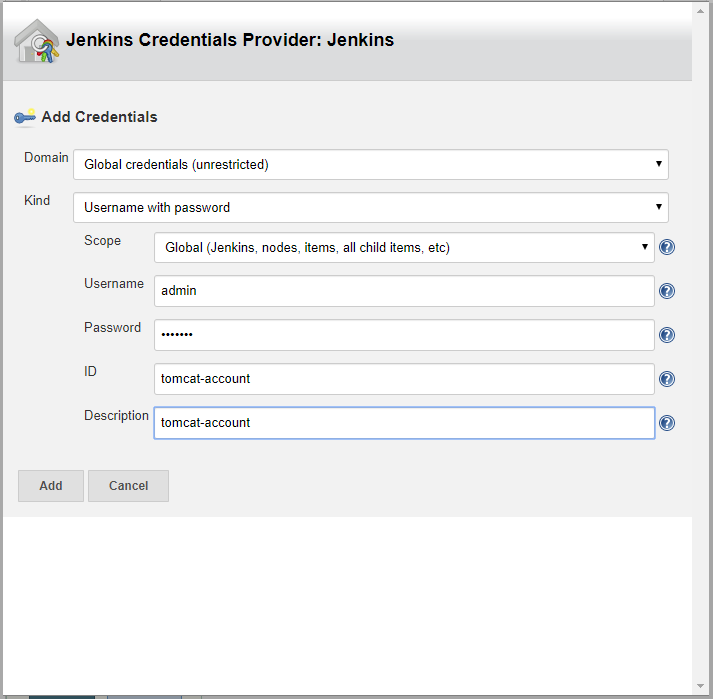 Jenkins Credentials Provider: Jenkins
Add Credentials
Domain
Global credentials (unrestricted)
Kind
Username with password
Scope
Global (Jenkins, nodes, items, all child items, etc)
Username
admin
Password
•••••••
ID
tomcat-account
Description
tomcat-account
Add Cancel